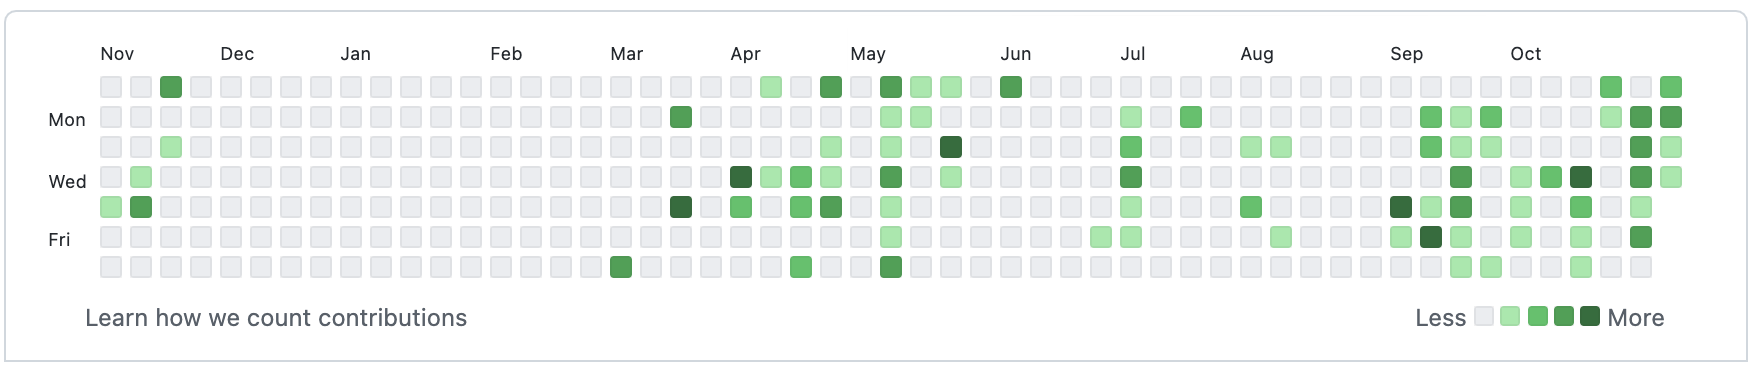 Nov Dec Jan Feb Mar Apr May Jun Jul Aug Sep Oct
Mon
Wed
Fri
Learn how we count contributions Less More